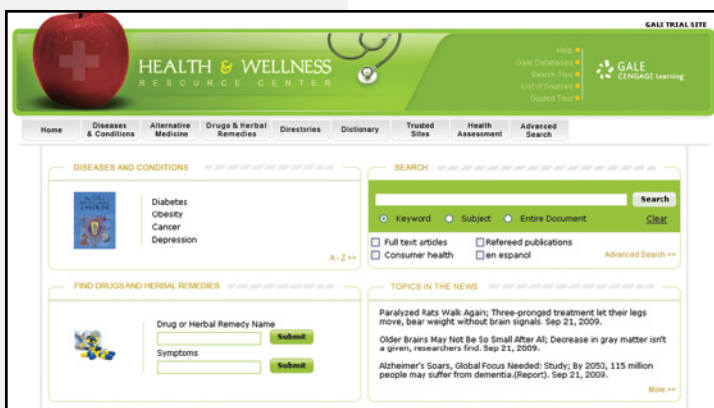 GALE TRIAL SITE
HEALTH & WELLNESS
RESOURCE CENTER
Help
Gale Databases
Search Tips
List of Sources
Guided Tour
GALE
CENGAGE Learning
Home
Diseases
& Conditions
Alternative
Medicine
Drugs & Herbal
Remedies
Directories
Dictionary
Trusted
Sites
Health
Assessment
Advanced
Search
DISEASES AND CONDITIONS
Diabetes
Obesity
Cancer
Depression
A - Z >>
SEARCH
Search
Keyword
Subject
Entire Document
Clear
Full text articles
Refereed publications
Consumer health
en espanol
Advanced Search >>
FIND DRUGS AND HERBAL REMEDIES
Drug or Herbal Remedy Name
Submit
Symptoms
Submit
TOPICS IN THE NEWS
Paralyzed Rats Walk Again; Three-pronged treatment let their legs
move, bear weight without brain signals. Sep 21, 2009.
Older Brains May Not Be So Small After All; Decrease in gray matter isn't
a given, researchers find. Sep 21, 2009.
Alzheimer's Soars, Global Focus Needed: Study; By 2050, 115 million
people may suffer from dementia.(Report). Sep 21, 2009.
More >>